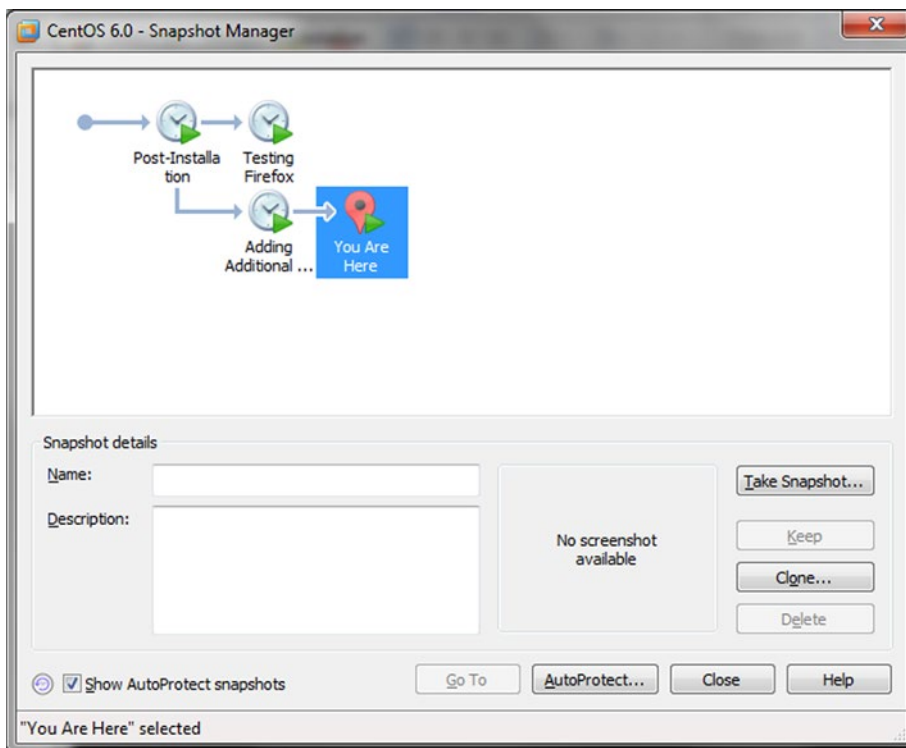 CentOS 6.0 - Snapshot Manager
Post-Installa
tion
Testing
Firefox
Adding
Additional ...
You Are
Here
Snapshot details
Name:
Description:
No screenshot
available
Take Snapshot...
Keep
Clone...
Delete
Show AutoProtect snapshots
Go To
AutoProtect...
Close
Help
"You Are Here" selected